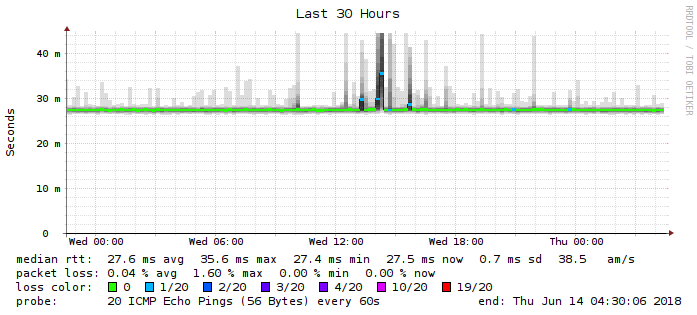 Last 30 Hours
RRDTOOL / TOBI OETIKER
Seconds
40 m
30 m
20 m
10 m
0
Wed 00:00 Wed 06:00 Wed 12:00 Wed 18:00 Thu 00:00
median rtt: 27.6 ms avg 35.6 ms max 27.4 ms min 27.5 ms now 0.7 ms sd 38.5 am/s
packet loss: 0.04 % avg 1.60 % max 0.00 % min 0.00 % now
loss color: 0 1/20 2/20 3/20 4/20 10/20 19/20
probe: 20 ICMP Echo Pings (56 Bytes) every 60s end: Thu Jun 14 04:30:06 2018